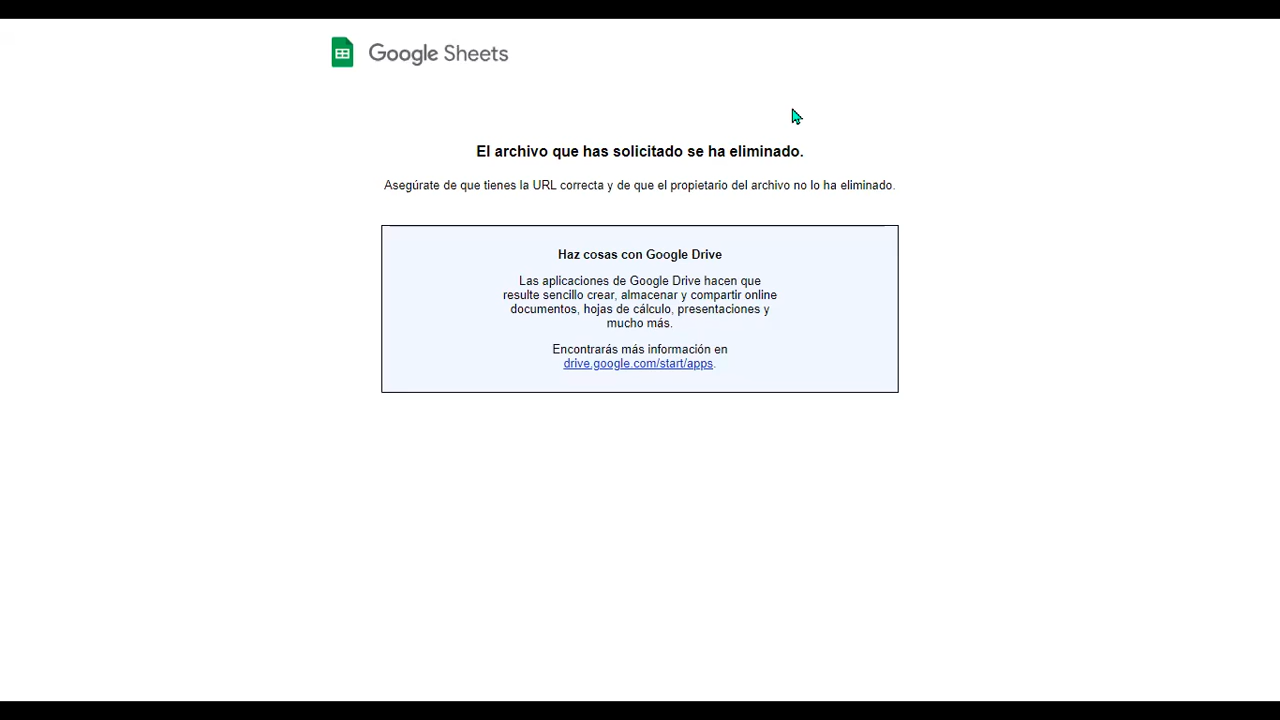 Google Sheets
El archivo que has solicitado se ha eliminado.
Asegúrate de que tienes la URL correcta y de que el propietario del archivo no lo ha eliminado.
Haz cosas con Google Drive
Las aplicaciones de Google Drive hacen que
resulte sencillo crear, almacenar y compartir online
documentos, hojas de cálculo, presentaciones y
mucho más.
Encontrarás más información en
drive.google.com/start/apps.